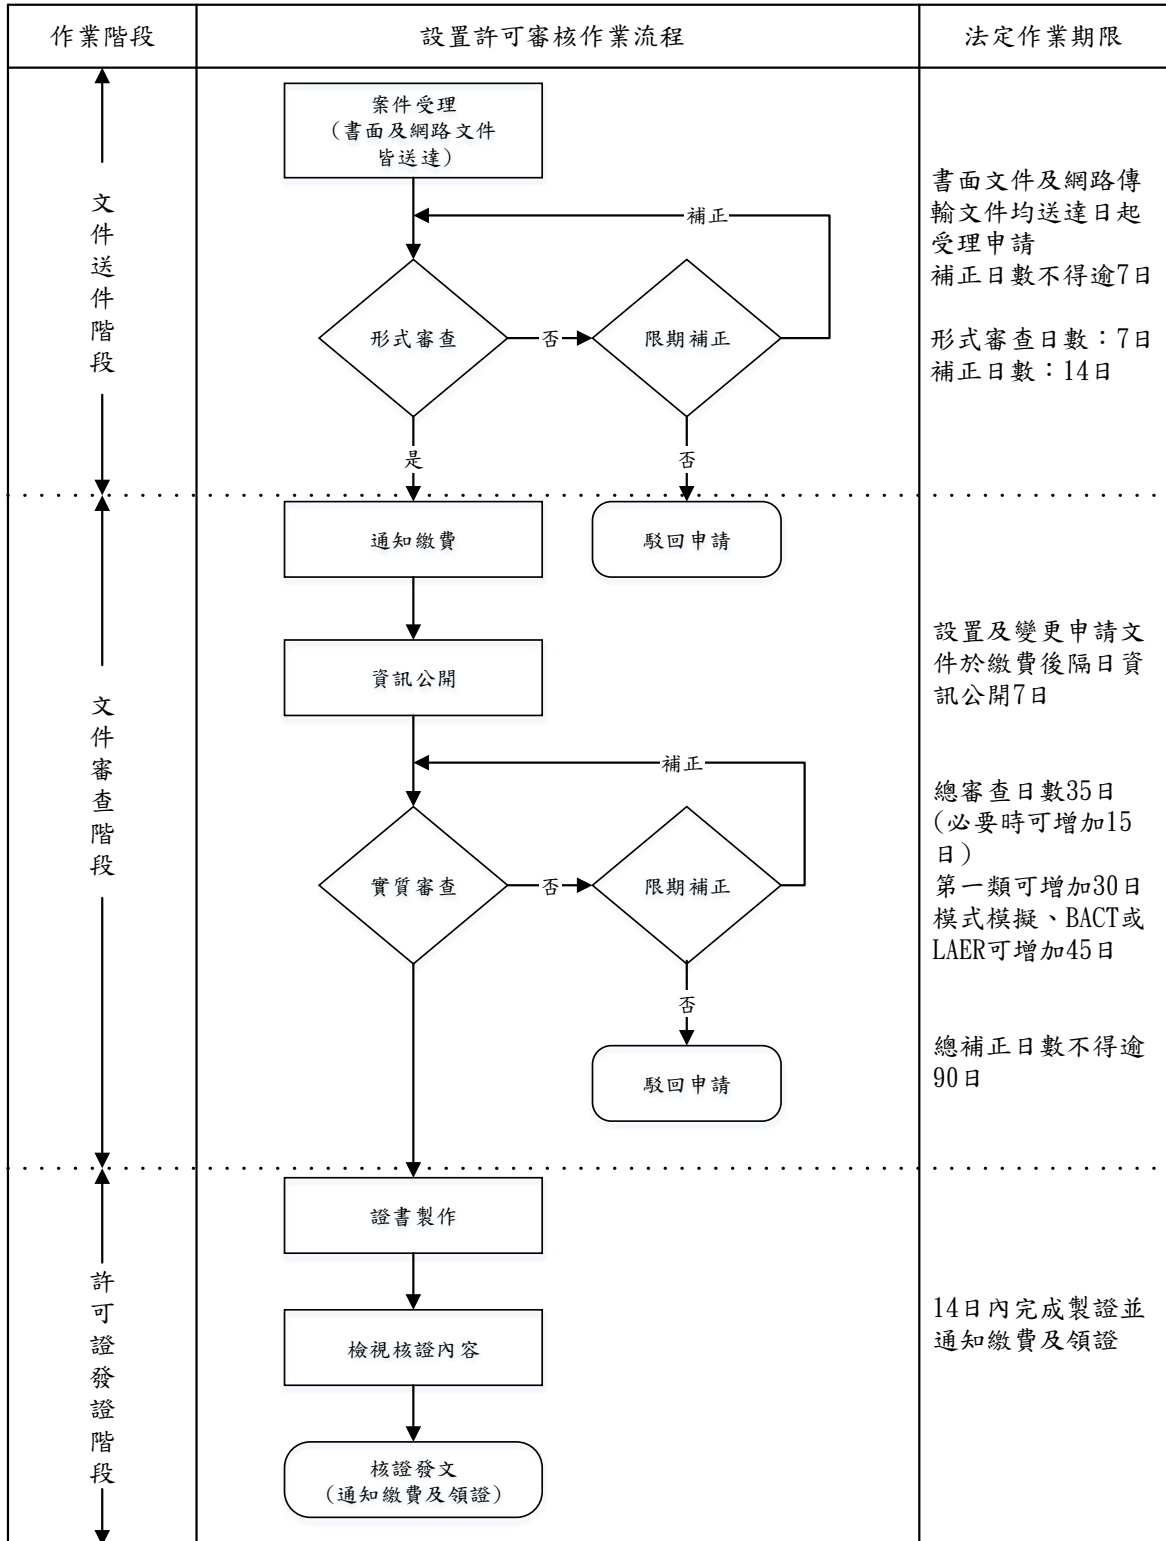 作業階段
設置許可審核作業流程
法定作業期限
文件送件階段
案件受理
(書面及網路文件
皆送達)
補正
形式審查
否
限期補正
是
否
書面文件及網路傳
輸文件均送達日起
受理申請
補正日數不得逾7日
形式審查日數：7日
補正日數：14日
文件審查階段
通知繳費
駁回申請
資訊公開
補正
實質審查
否
限期補正
否
駁回申請
設置及變更申請文
件於繳費後隔日資
訊公開7日
總審查日數35日
(必要時可增加15
日)
第一類可增加30日
模式模擬、BACT或
LAER可增加45日
總補正日數不得逾
90日
許可證發證階段
證書製作
檢視核證內容
核證發文
(通知繳費及領證)
14日內完成製證並
通知繳費及領證